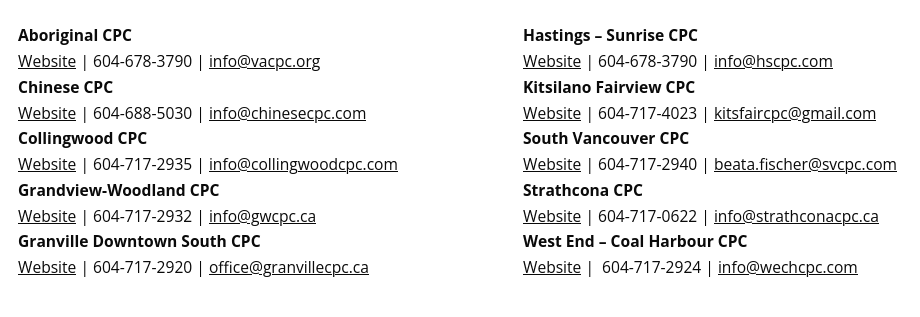 Aboriginal CPC
Website | 604-678-3790 | info@vacpc.org
Chinese CPC
Website | 604-688-5030 | info@chinesecpc.com
Collingwood CPC
Website | 604-717-2935 | info@collingwoodcpc.com
Grandview-Woodland CPC
Website | 604-717-2932 | info@gwcpc.ca
Granville Downtown South CPC
Website | 604-717-2920 | office@granvillecpc.ca
Hastings – Sunrise CPC
Website | 604-678-3790 | info@hscpc.com
Kitsilano Fairview CPC
Website | 604-717-4023 | kitsfaircpc@gmail.com
South Vancouver CPC
Website | 604-717-2940 | beata.fischer@svcpc.com
Strathcona CPC
Website | 604-717-0622 | info@strathconacpc.ca
West End – Coal Harbour CPC
Website |  604-717-2924 | info@wechcpc.com